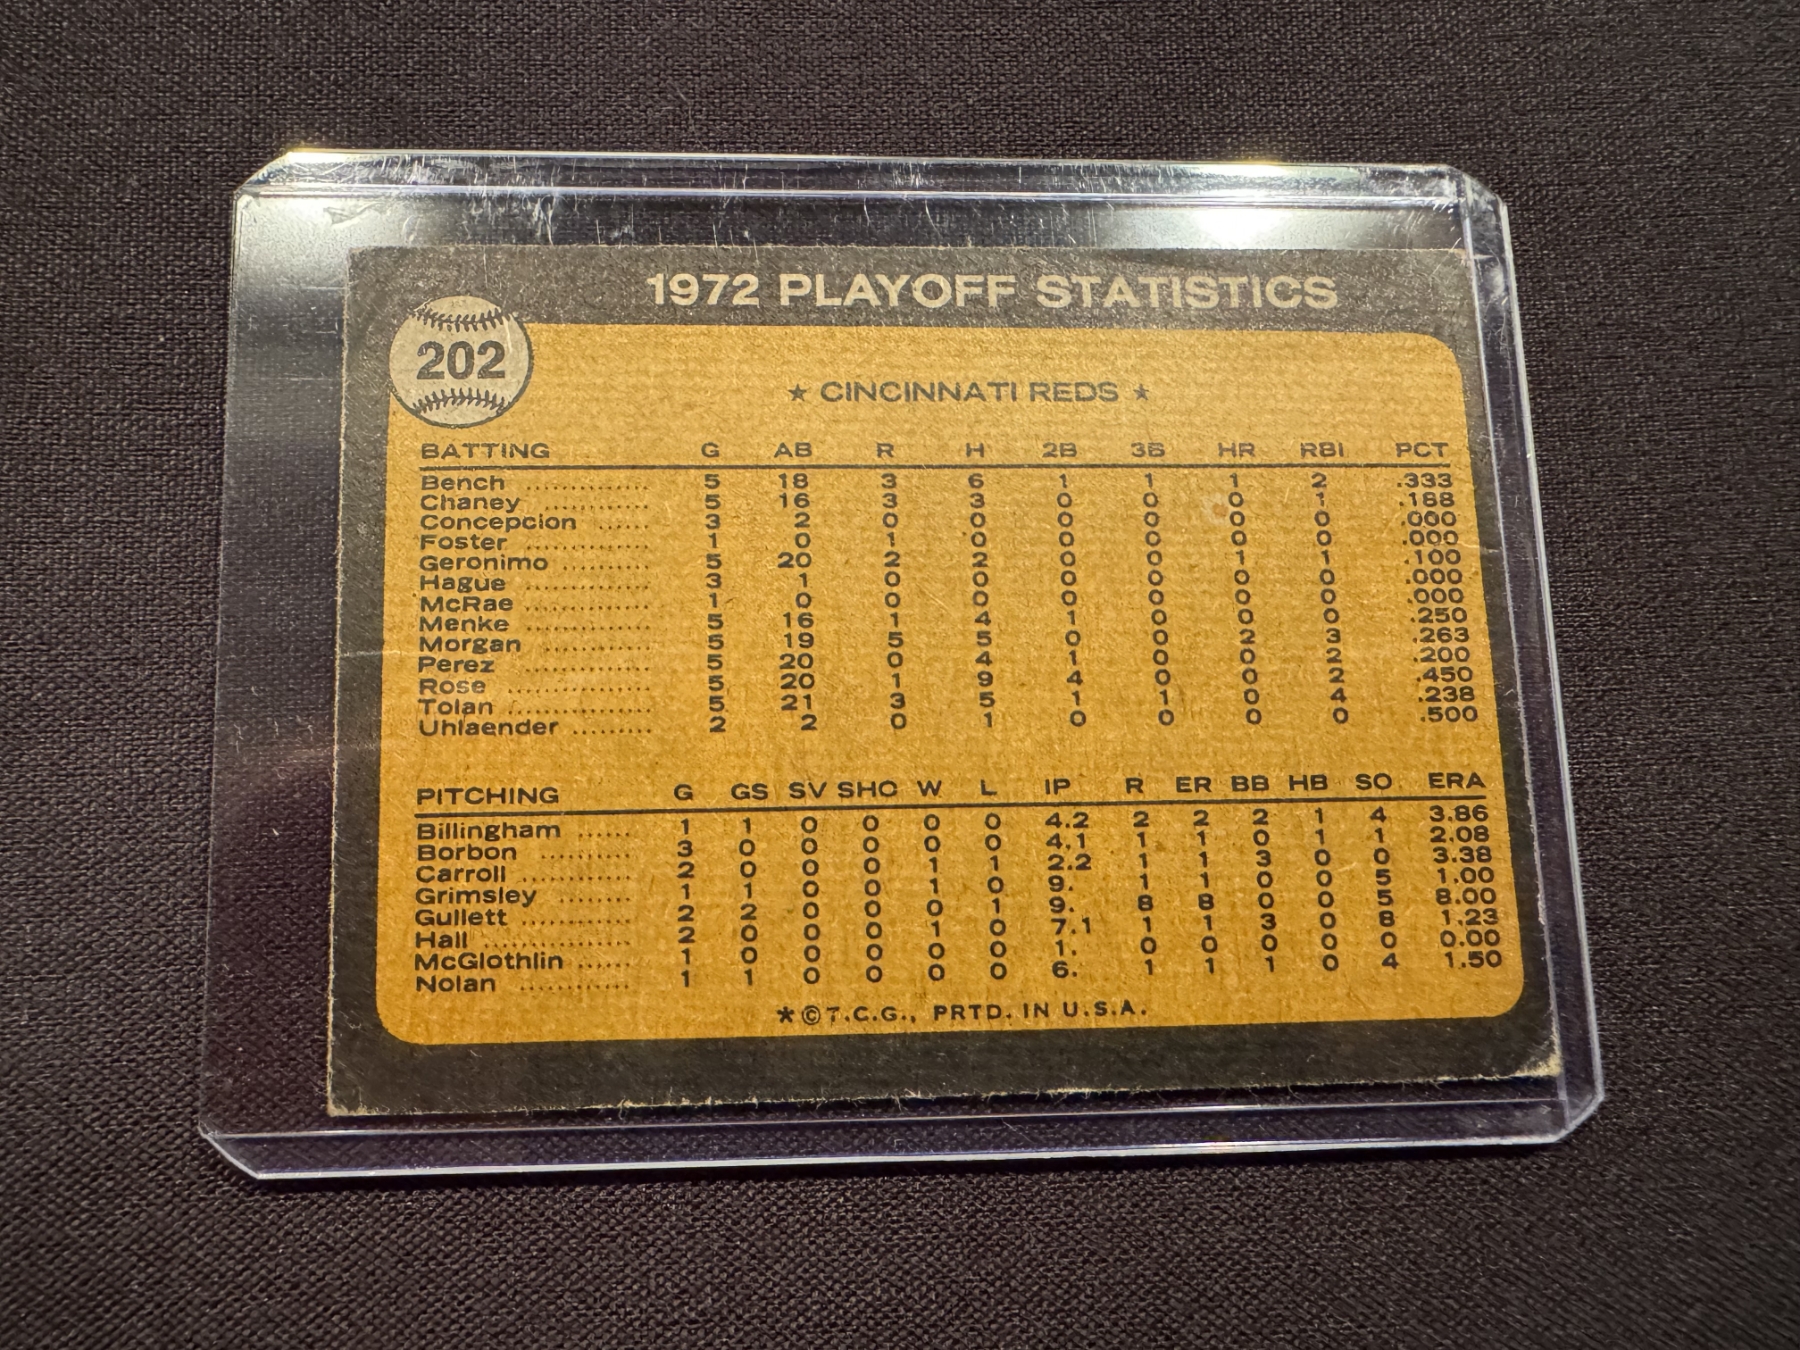 1972 PLAYOFF STATISTICS
202
★ CINCINNATI REDS ★
BATTING G AB R H 2B 3B HR RBI PCT
Bench .............. 5 18 3 6 1 1 1 2 .333
Chaney ............ 5 16 3 3 0 0 0 1 .188
Concepcion ...... 3 2 0 0 0 0 0 0 .000
Foster .............. 1 0 1 0 0 0 0 0 .000
Geronimo ........... 5 20 2 2 0 0 1 1 .100
Hague .............. 3 1 0 0 0 0 0 0 .000
McRae .............. 1 0 0 0 0 0 0 0 .000
Menke .............. 5 16 1 4 1 0 0 0 .250
Morgan ............. 5 19 5 5 0 0 2 3 .263
Perez .............. 5 20 0 4 1 0 0 2 .200
Rose ................ 5 20 1 9 4 0 0 2 .450
Tolan ............... 5 21 3 5 1 1 0 4 .238
Uhlaender ......... 2 2 0 1 0 0 0 0 .500
PITCHING G GS SV SHO W L IP R ER BB HB SO ERA
Billingham ...... 1 1 0 0 0 0 4.2 2 2 2 1 4 3.86
Borbon .......... 3 0 0 0 0 0 4.1 1 1 0 1 1 2.08
Carroll ............ 2 0 0 0 1 1 2.2 1 1 3 0 0 3.38
Grimsley ......... 1 1 0 0 1 0 9. 1 1 0 0 5 1.00
Gullett ............ 2 2 0 0 0 1 9. 8 8 0 0 5 8.00
Hall ................ 2 0 0 0 1 0 7.1 1 1 3 0 8 1.23
McGlothlin ...... 1 0 0 0 0 0 1. 0 0 0 0 0 0.00
Nolan ............ 1 1 0 0 0 0 6. 1 1 1 0 4 1.50
★©T.C.G., PRTD. IN U.S.A.